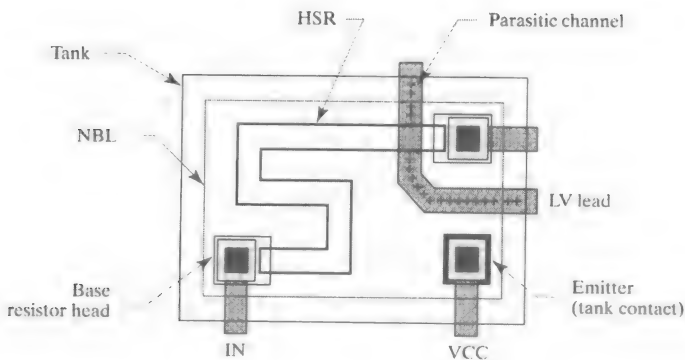 HSR
Parasitic channel
Tank
NBL
LV lead
Base
resistor head
Emitter
(tank contact)
IN
VCC